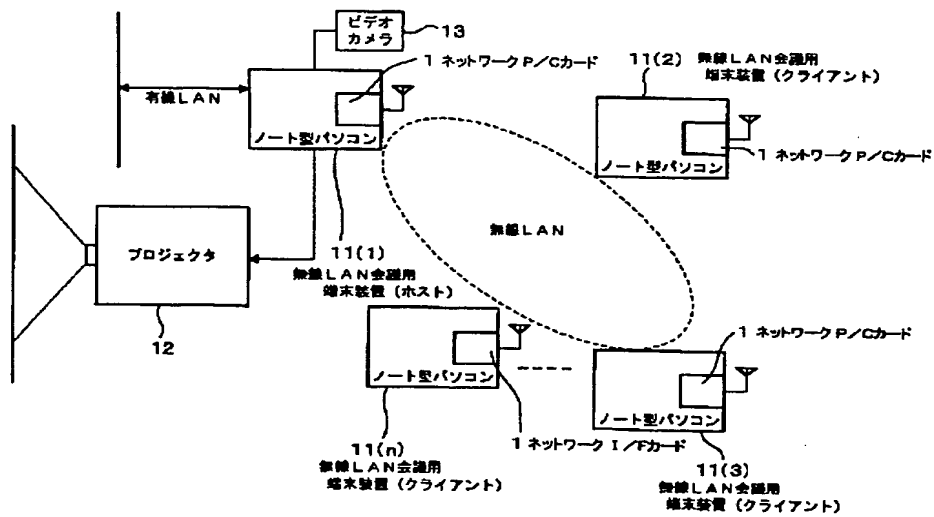 ビデオ
カメラ
13
1 ネットワークP/Cカード
有線LAN
ノート型パソコン
11(1)
無線LAN会議用
端末装置(ホスト)
プロジェクタ
12
無線LAN
11(2) 無線LAN会議用
端末装置(クライアント)
1 ネットワークP/Cカード
ノート型パソコン
ノート型パソコン
1 ネットワーク I/Fカード
11(n)
無線LAN会議用
端末装置(クライアント)
1 ネットワークP/Cカード
ノート型パソコン
11(3)
無線LAN会議用
端末装置(クライアント)